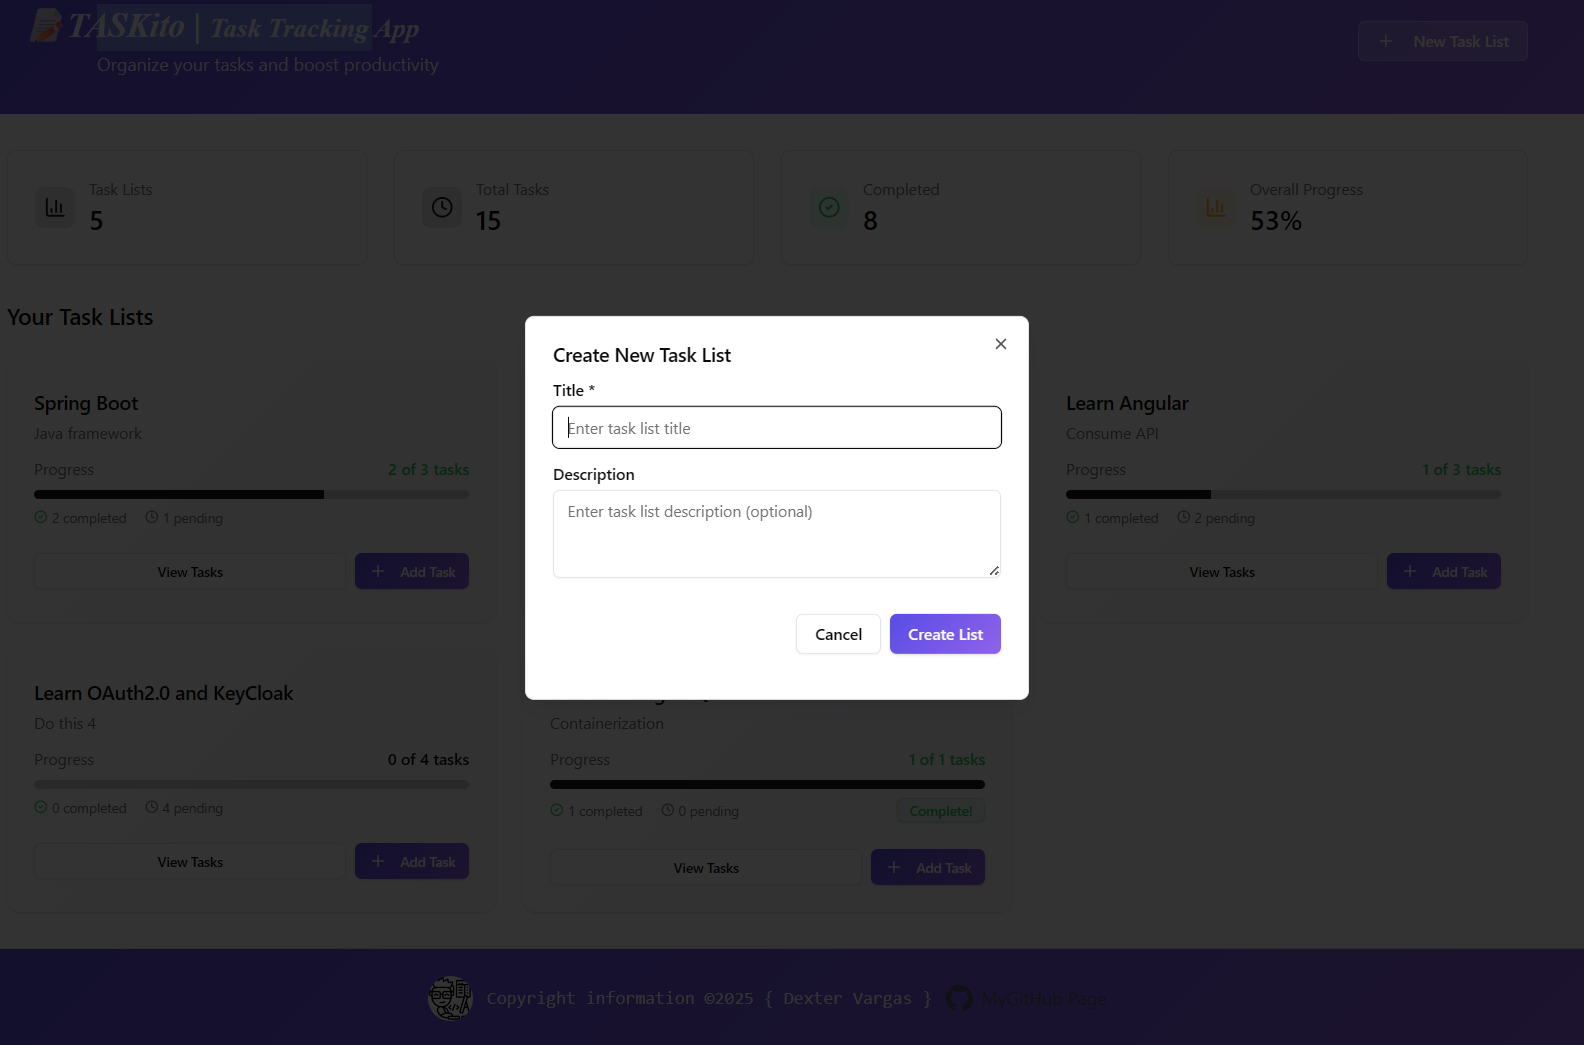 TASKito | Task Tracking App
Organize your tasks and boost productivity
New Task List
Task Lists
5
Total Tasks
15
Completed
8
Overall Progress
53%
Your Task Lists
Create New Task List
Title *
Enter task list title
Description
Enter task list description (optional)
Cancel
Create List
Spring Boot
Java framework
Progress
2 of 3 tasks
2 completed
1 pending
View Tasks
Add Task
Learn Angular
Consume API
Progress
1 of 3 tasks
1 completed
2 pending
View Tasks
Add Task
Learn OAuth2.0 and KeyCloak
Do this 4
Progress
0 of 4 tasks
0 completed
4 pending
View Tasks
Add Task
Containerization
Progress
1 of 1 tasks
1 completed
0 pending
Complete!
View Tasks
Add Task
Copyright information ©2025 { Dexter Vargas }
MyGitHub Page